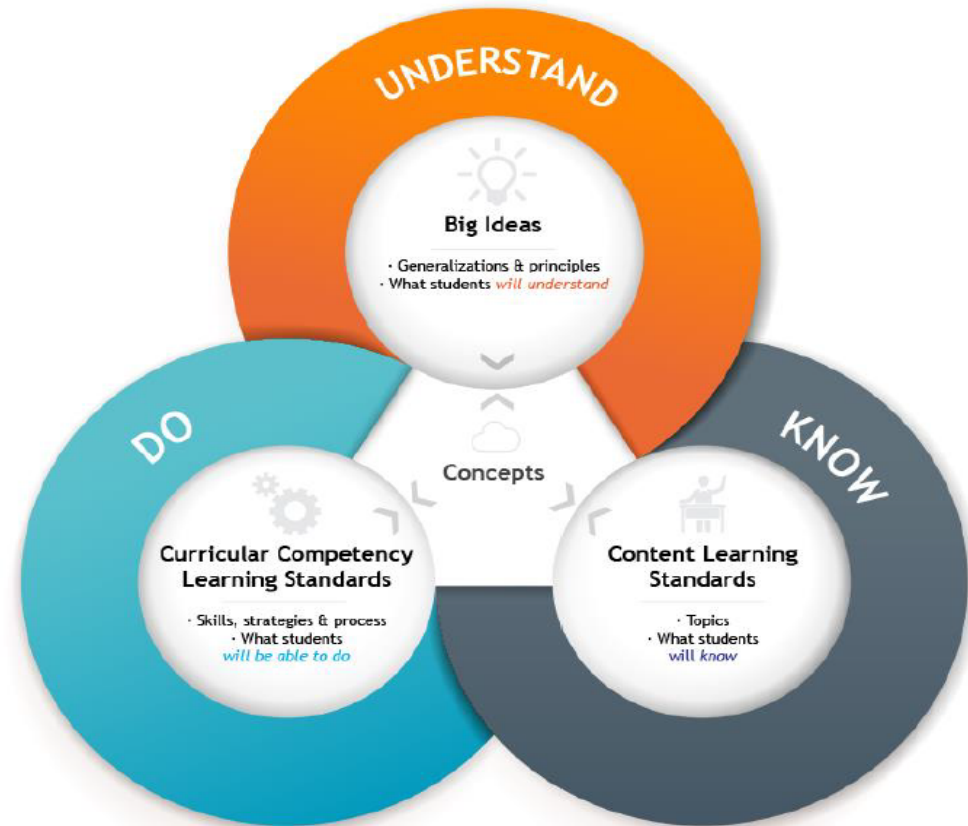 UNDERSTAND
Big Ideas
· Generalizations & principles
· What students will understand
DO
KNOW
Concepts
Curricular Competency
Learning Standards
· Skills, strategies & process
· What students
will be able to do
Content Learning
Standards
· Topics
· What students
will know